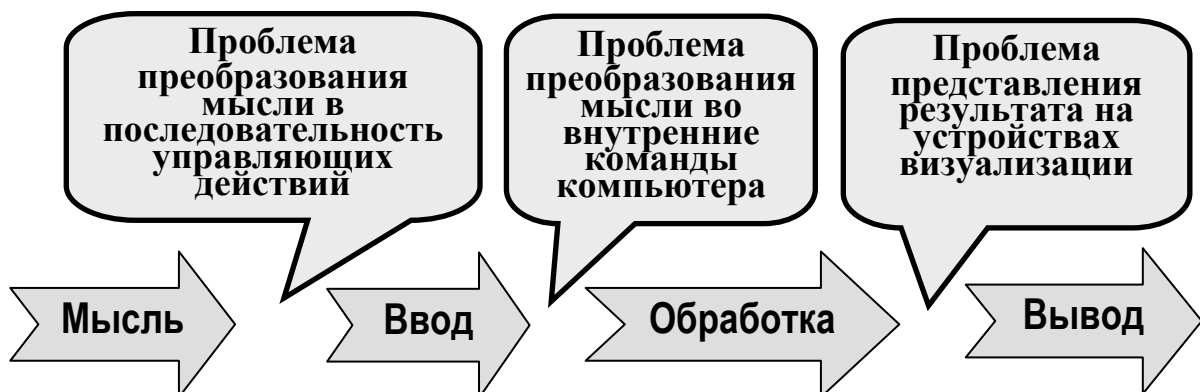 Проблема
преобразования
мысли в
последовательность
управляющих
действий
Проблема
преобразования
мысли во
внутренние
команды
компьютера
Проблема
представления
результата на
устройствах
визуализации
Мысль
Ввод
Обработка
Вывод